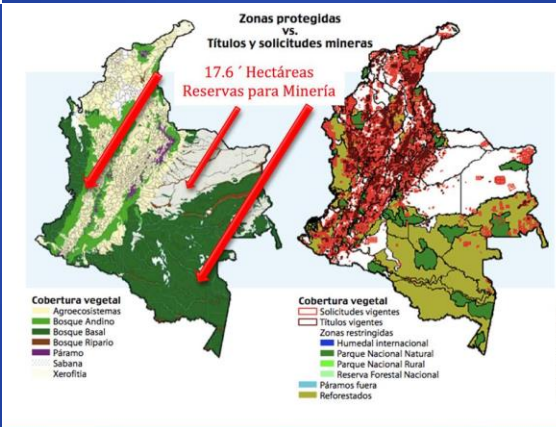 Zonas protegidas
vs.
Títulos y solicitudes mineras
17.6 ´ Hectáreas
Reservas para Minería
Cobertura vegetal
Agroecosistemas
Bosque Andino
Bosque Basal
Bosque Ripario
Páramo
Sabana
Xerofitia
Cobertura vegetal
Solicitudes vigentes
Títulos vigentes
Zonas restringidas
Humedal internacional
Parque Nacional Natural
Parque Nacional Rural
Reserva Forestal Nacional
Páramos fuera
Reforestados